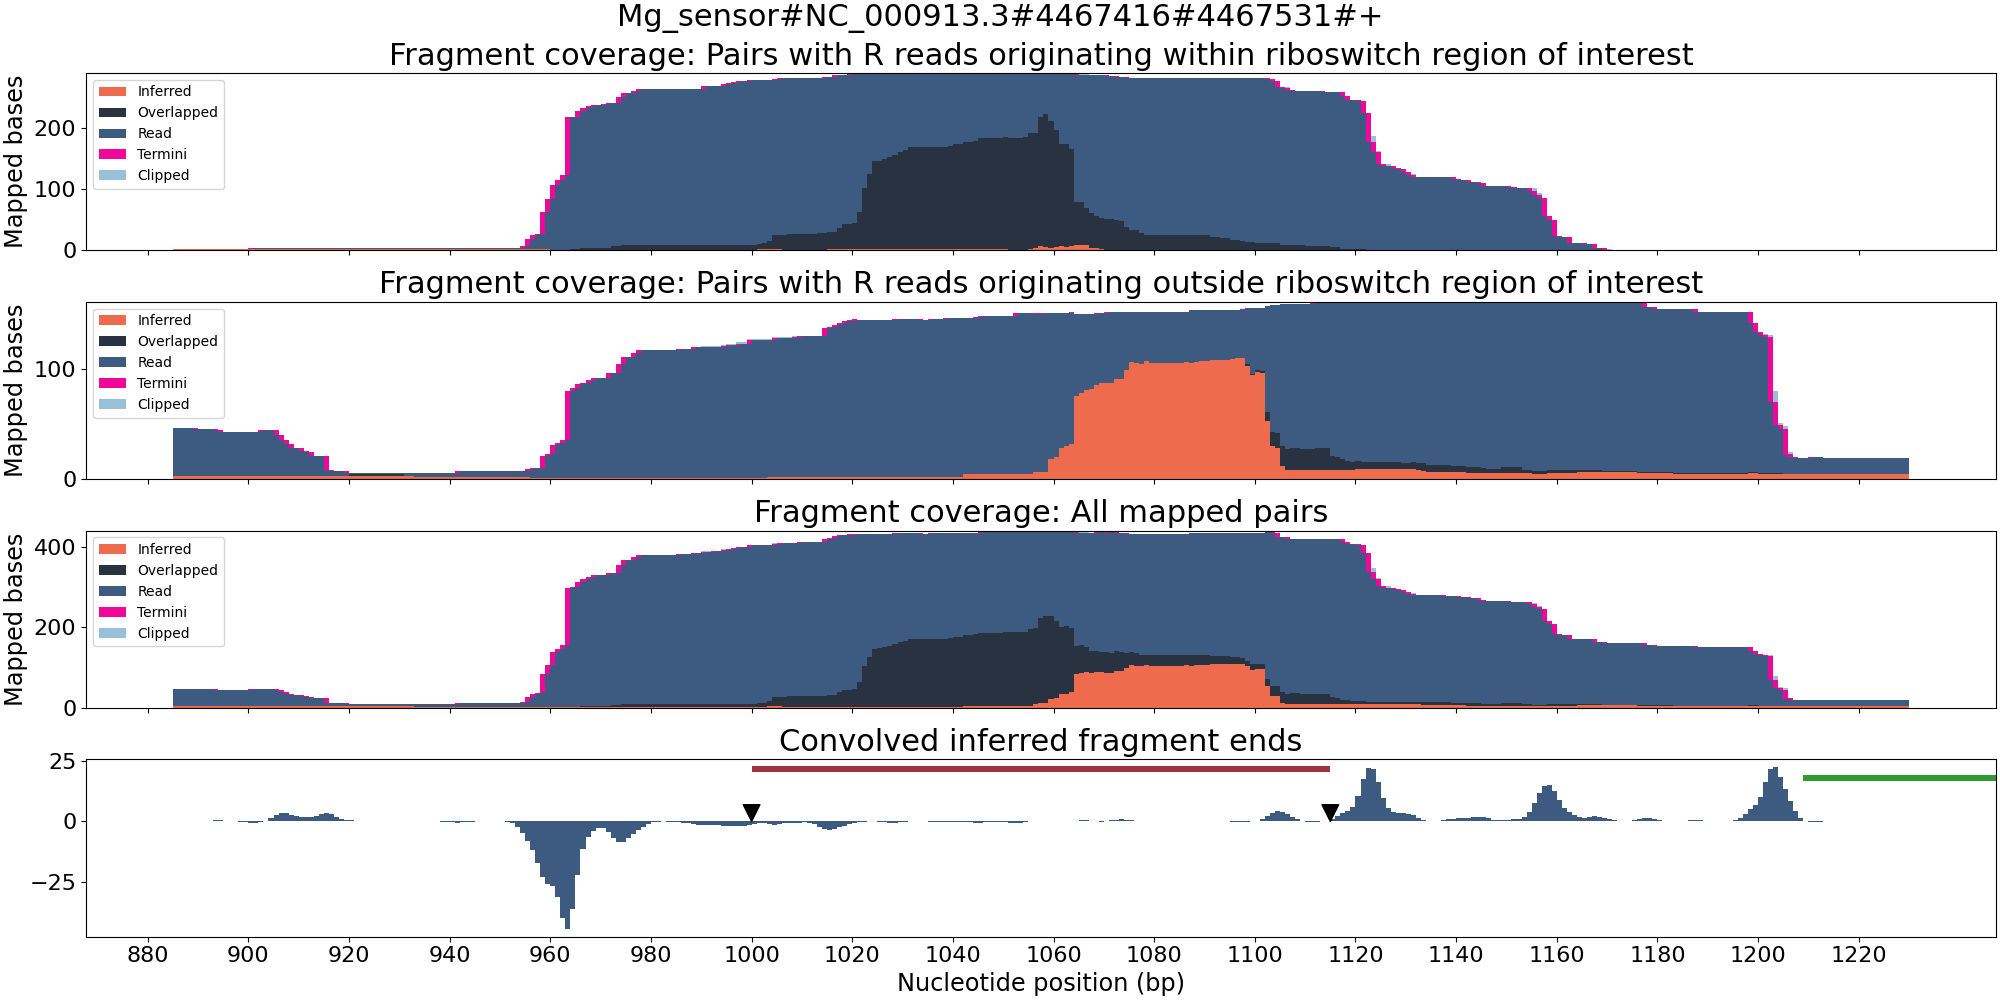 Mg_sensor#NC_000913.3#4467416#4467531#+
Fragment coverage: Pairs with R reads originating within riboswitch region of interest
Mapped bases
200
100
0
Inferred
Overlapped
Read
Termini
Clipped
Fragment coverage: Pairs with R reads originating outside riboswitch region of interest
Mapped bases
100
0
Inferred
Overlapped
Read
Termini
Clipped
Fragment coverage: All mapped pairs
Mapped bases
400
200
0
Inferred
Overlapped
Read
Termini
Clipped
Convolved inferred fragment ends
25
0
−25
880 900 920 940 960 980 1000 1020 1040 1060 1080 1100 1120 1140 1160 1180 1200 1220
Nucleotide position (bp)